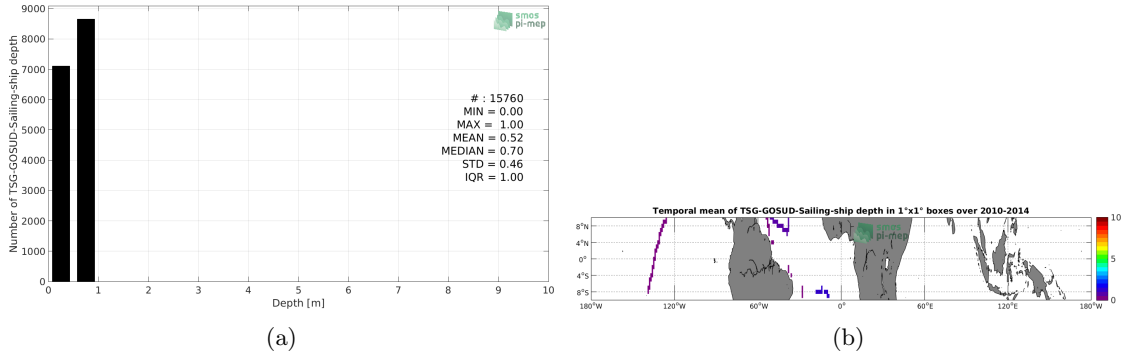 9000
8000
7000
6000
5000
4000
3000
2000
1000
0
Number of TSG-GOSUD-Sailing-ship depth
smos
pi-mep
# : 15760
MIN = 0.00
MAX = 1.00
MEAN = 0.52
MEDIAN = 0.70
STD = 0.46
IQR = 1.00
0 1 2 3 4 5 6 7 8 9 10
Depth [m]
(a)
Temporal mean of TSG-GOSUD-Sailing-ship depth in 1°x1° boxes over 2010-2014
8°N
4°N
0°
4°S
8°S
smos
pi-mep
180°W 120°W 60°W 0° 60°E 120°E 180°W
10
5
0
(b)